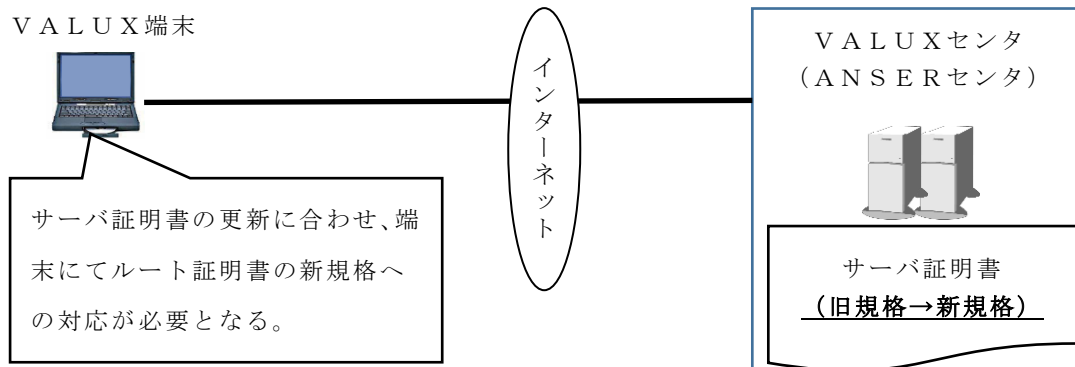 ＶＡＬＵＸ端末
インターネット
ＶＡＬＵＸセンタ
（ＡＮＳＥＲセンタ）
サーバ証明書の更新に合わせ、端
末にてルート証明書の新規格へ
の対応が必要となる。
サーバ証明書
（旧規格→新規格）